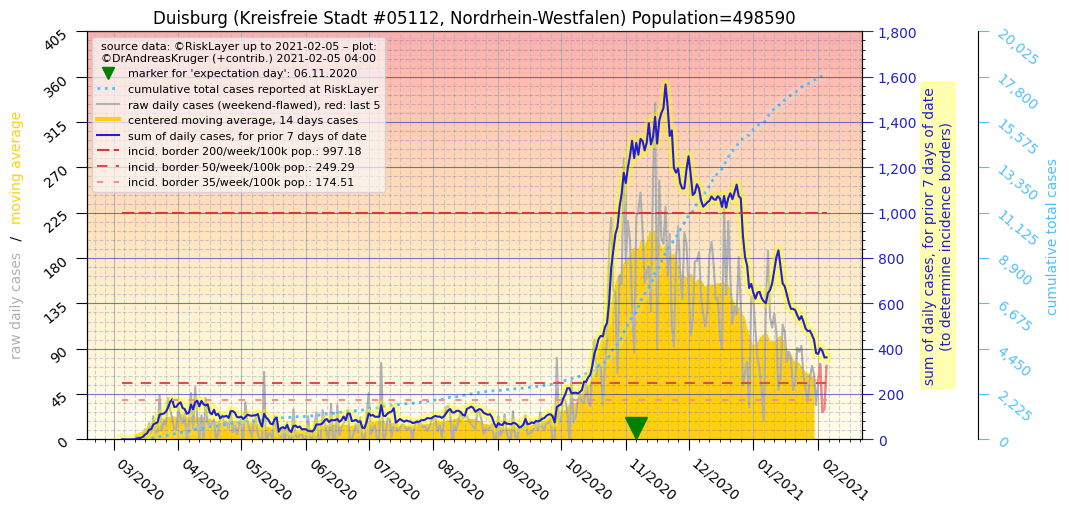 Duisburg (Kreisfreie Stadt #05112, Nordrhein-Westfalen) Population=498590
source data: ©RiskLayer up to 2021-02-05 – plot:
©DrAndreasKruger (+contrib.) 2021-02-05 04:00
marker for 'expectation day': 06.11.2020
cumulative total cases reported at RiskLayer
raw daily cases (weekend-flawed), red: last 5
centered moving average, 14 days cases
sum of daily cases, for prior 7 days of date
incid. border 200/week/100k pop.: 997.18
incid. border 50/week/100k pop.: 249.29
incid. border 35/week/100k pop.: 174.51
raw daily cases / moving average
405
360
315
270
225
180
135
90
45
0
03/2020
04/2020
05/2020
06/2020
07/2020
08/2020
09/2020
10/2020
11/2020
12/2020
01/2021
02/2021
1,800
1,600
1,400
1,200
1,000
800
600
400
200
0
sum of daily cases, for prior 7 days of date
(to determine incidence borders)
20,025
17,800
15,575
13,350
11,125
8,900
6,675
4,450
2,225
0
cumulative total cases